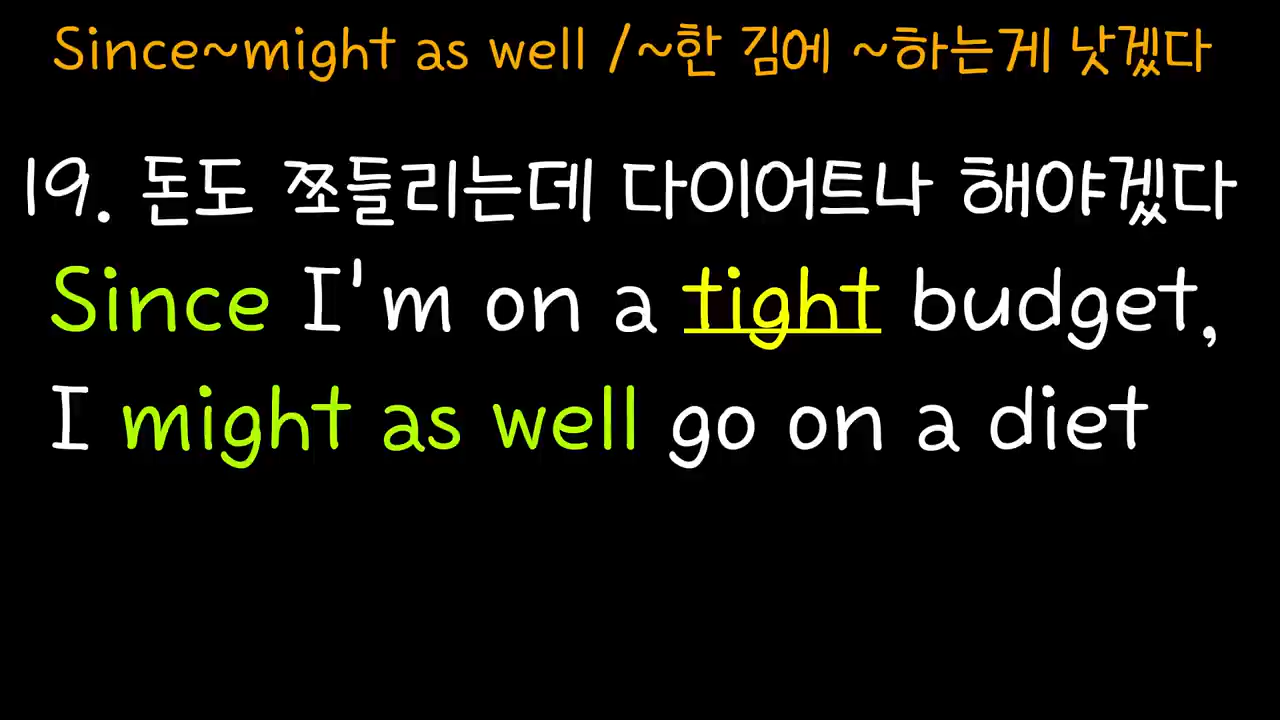 Since~might as well /~한 김에 ~하는게 낫겠다
19. 돈도 쪼들리는데 다이어트나 해야겠다
Since I'm on a tight budget,
I might as well go on a diet